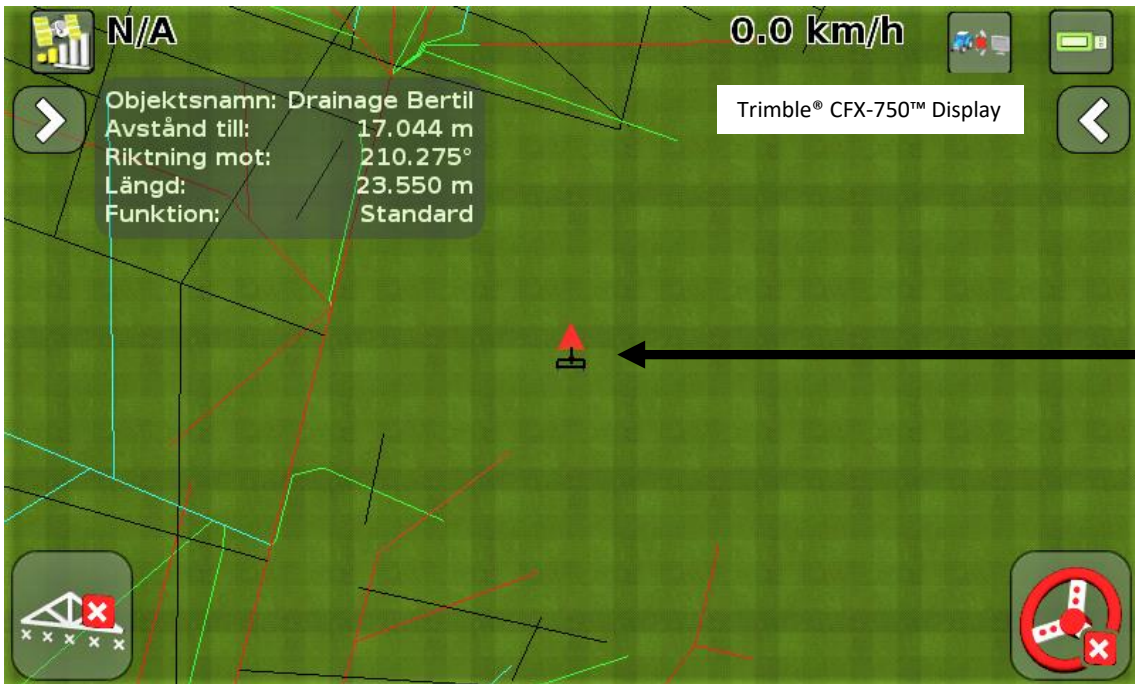 N/A
0.0 km/h
Objektsnamn: Drainage Bertil
Avstånd till: 17.044 m
Riktning mot: 210.275°
Längd: 23.550 m
Funktion: Standard
Trimble® CFX-750™ Display